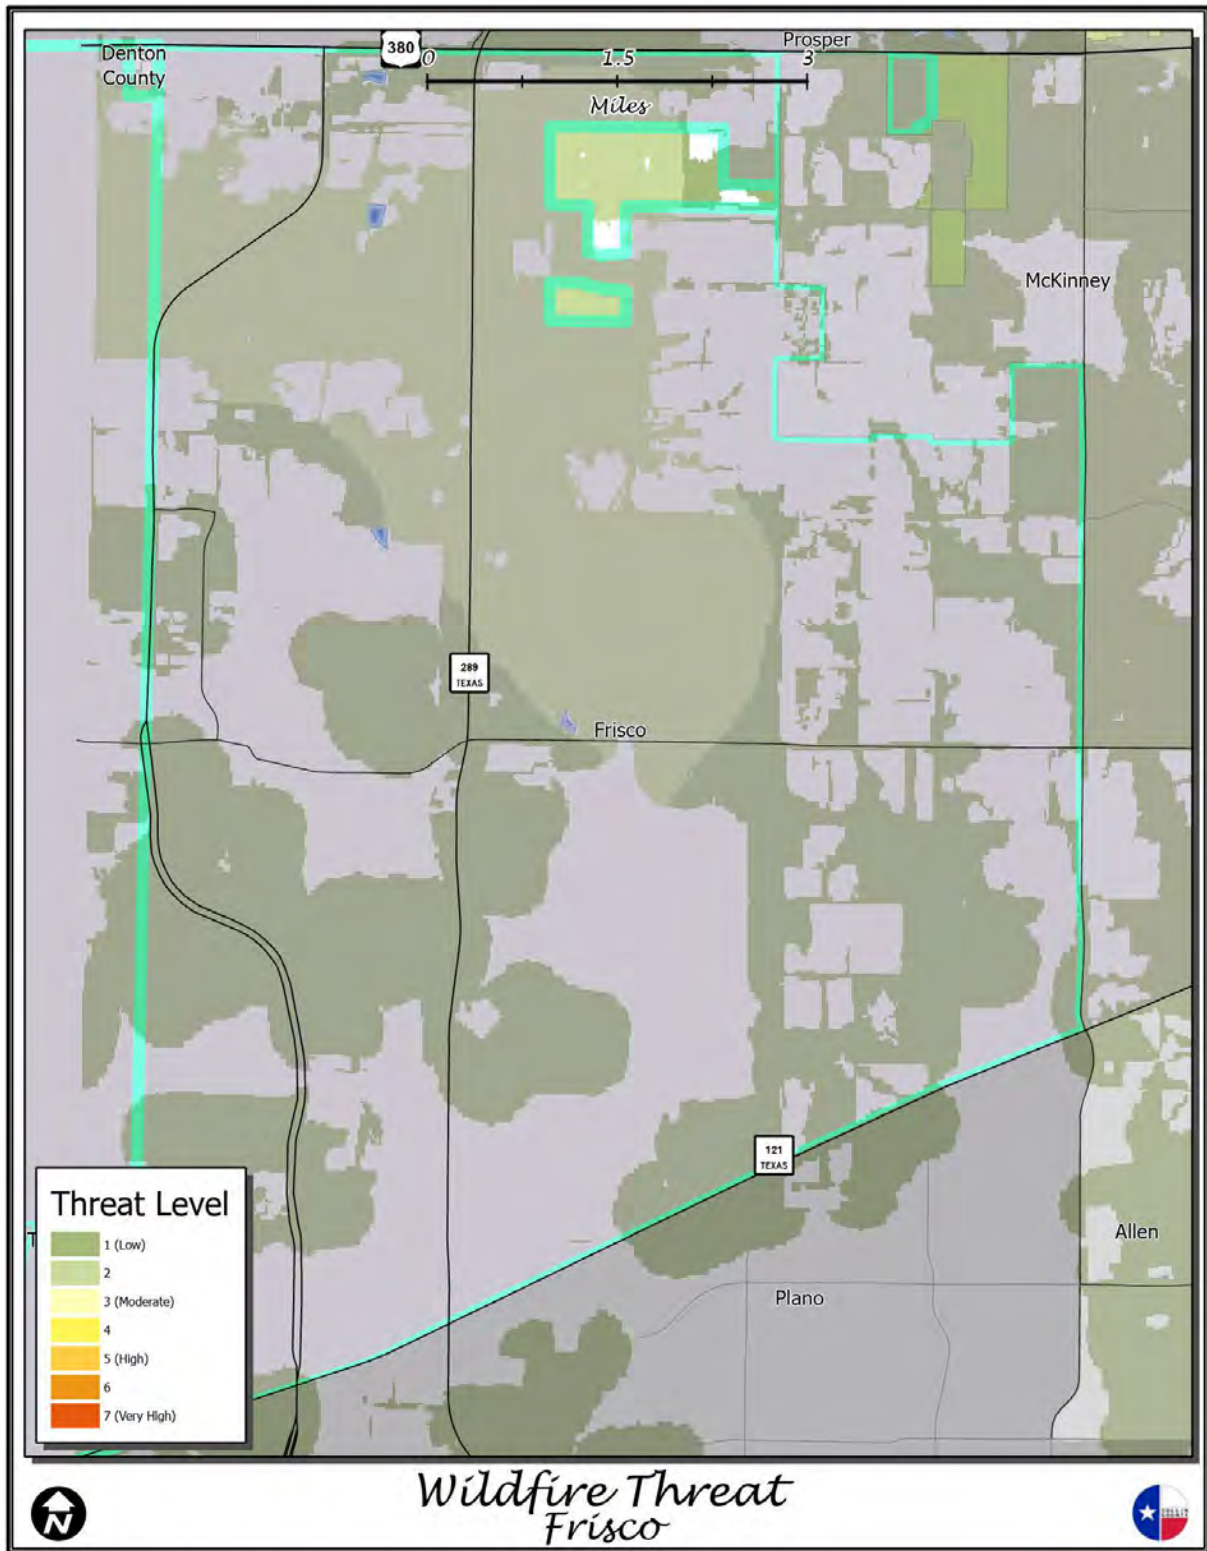 Denton
County
380
Prosper
0 1.5 3
Miles
McKinney
289
TEXAS
Frisco
121
TEXAS
Allen
Plano
T
Threat Level
1 (Low)
2
3 (Moderate)
4
5 (High)
6
7 (Very High)
N
Wildfire Threat
Frisco